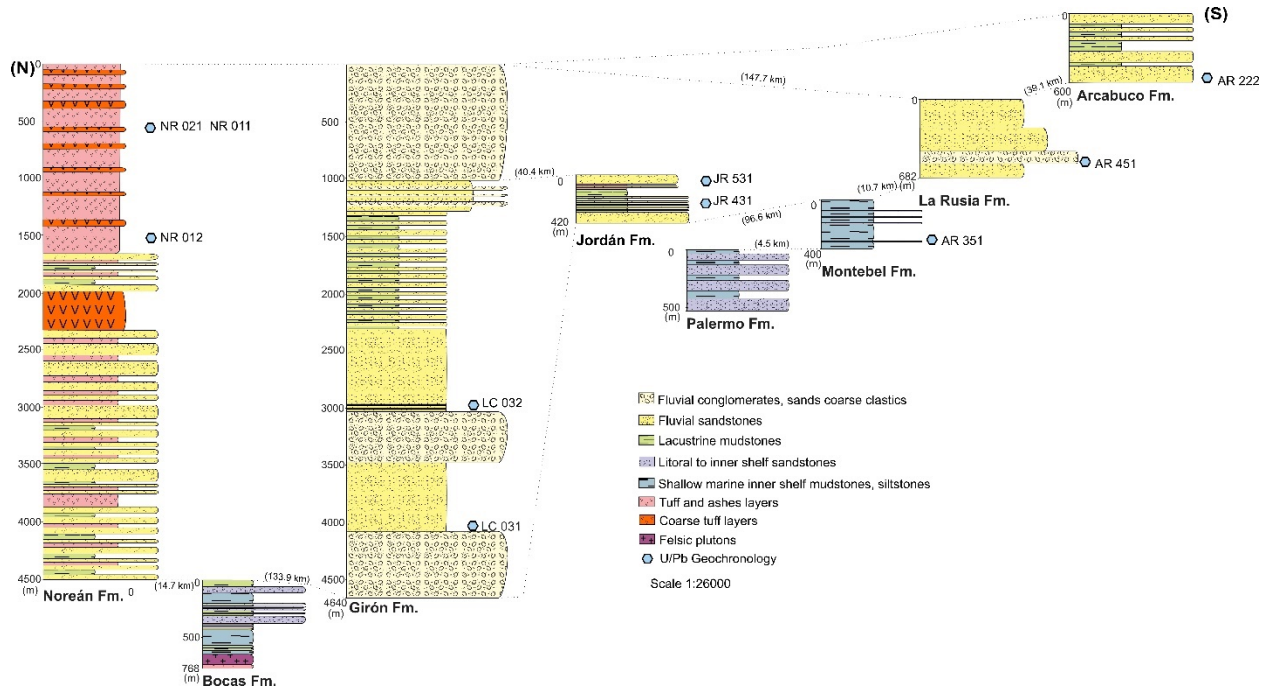 (N)
0
500
1000
1500
2000
2500
3000
3500
4000
4500
(m)
0
Noreán Fm.
NR 021 NR 011
NR 012
(14.7 km)
0
500
768
(m)
Bocas Fm.
(133.9 km)
500
1000
1500
2000
2500
3000
3500
4000
4500
4640
(m)
Girón Fm.
LC 032
LC 031
(40.4 km)
0
420
(m)
Jordán Fm.
JR 531
JR 431
(96.6 km)
0
500
(m)
Palermo Fm.
(4.5 km)
0
400
(m)
Montebel Fm.
AR 351
(10.7 km)
(147.7 km)
0
682
(m)
La Rusia Fm.
AR 451
(39.1 km)
0
600
(m)
Arcabuco Fm.
AR 222
(S)
Fluvial conglomerates, sands coarse clastics
Fluvial sandstones
Lacustrine mudstones
Litoral to inner shelf sandstones
Shallow marine inner shelf mudstones, siltstones
Tuff and ashes layers
Coarse tuff layers
Felsic plutons
U/Pb Geochronology
Scale 1:26000